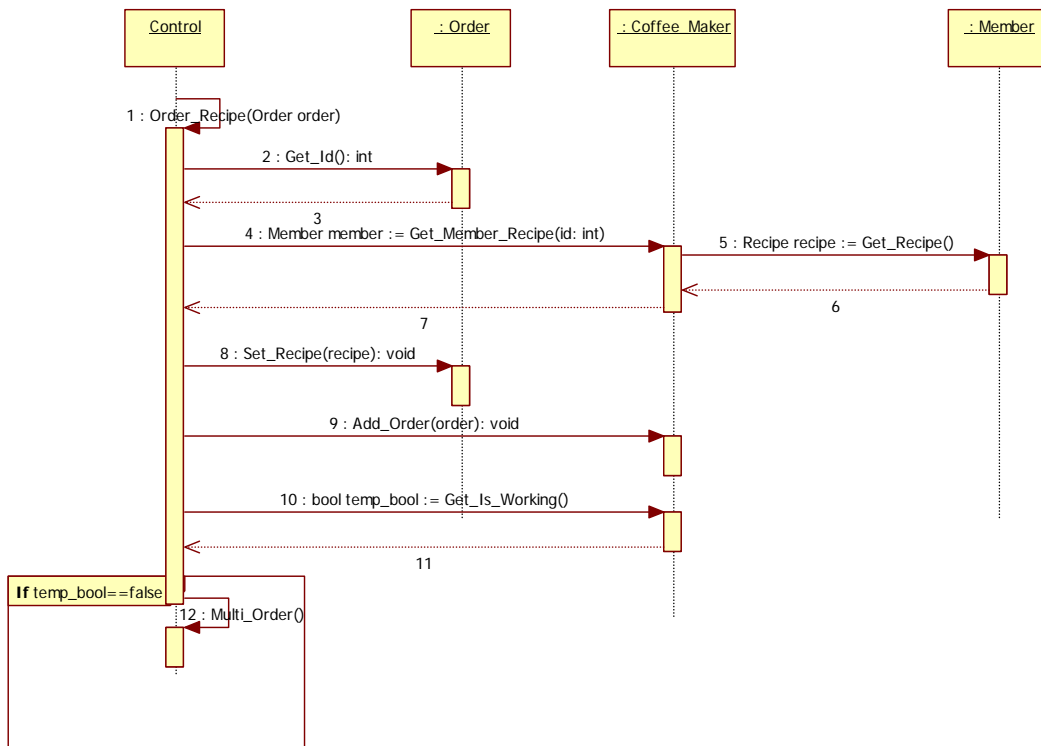 Control
: Order
: Coffee_Maker
: Member
1 : Order_Recipe(Order order)
2 : Get_Id(): int
3
4 : Member member := Get_Member_Recipe(id: int)
5 : Recipe recipe := Get_Recipe()
6
7
8 : Set_Recipe(recipe): void
9 : Add_Order(order): void
10 : bool temp_bool := Get_Is_Working()
11
If temp_bool==false
12 : Multi_Order()